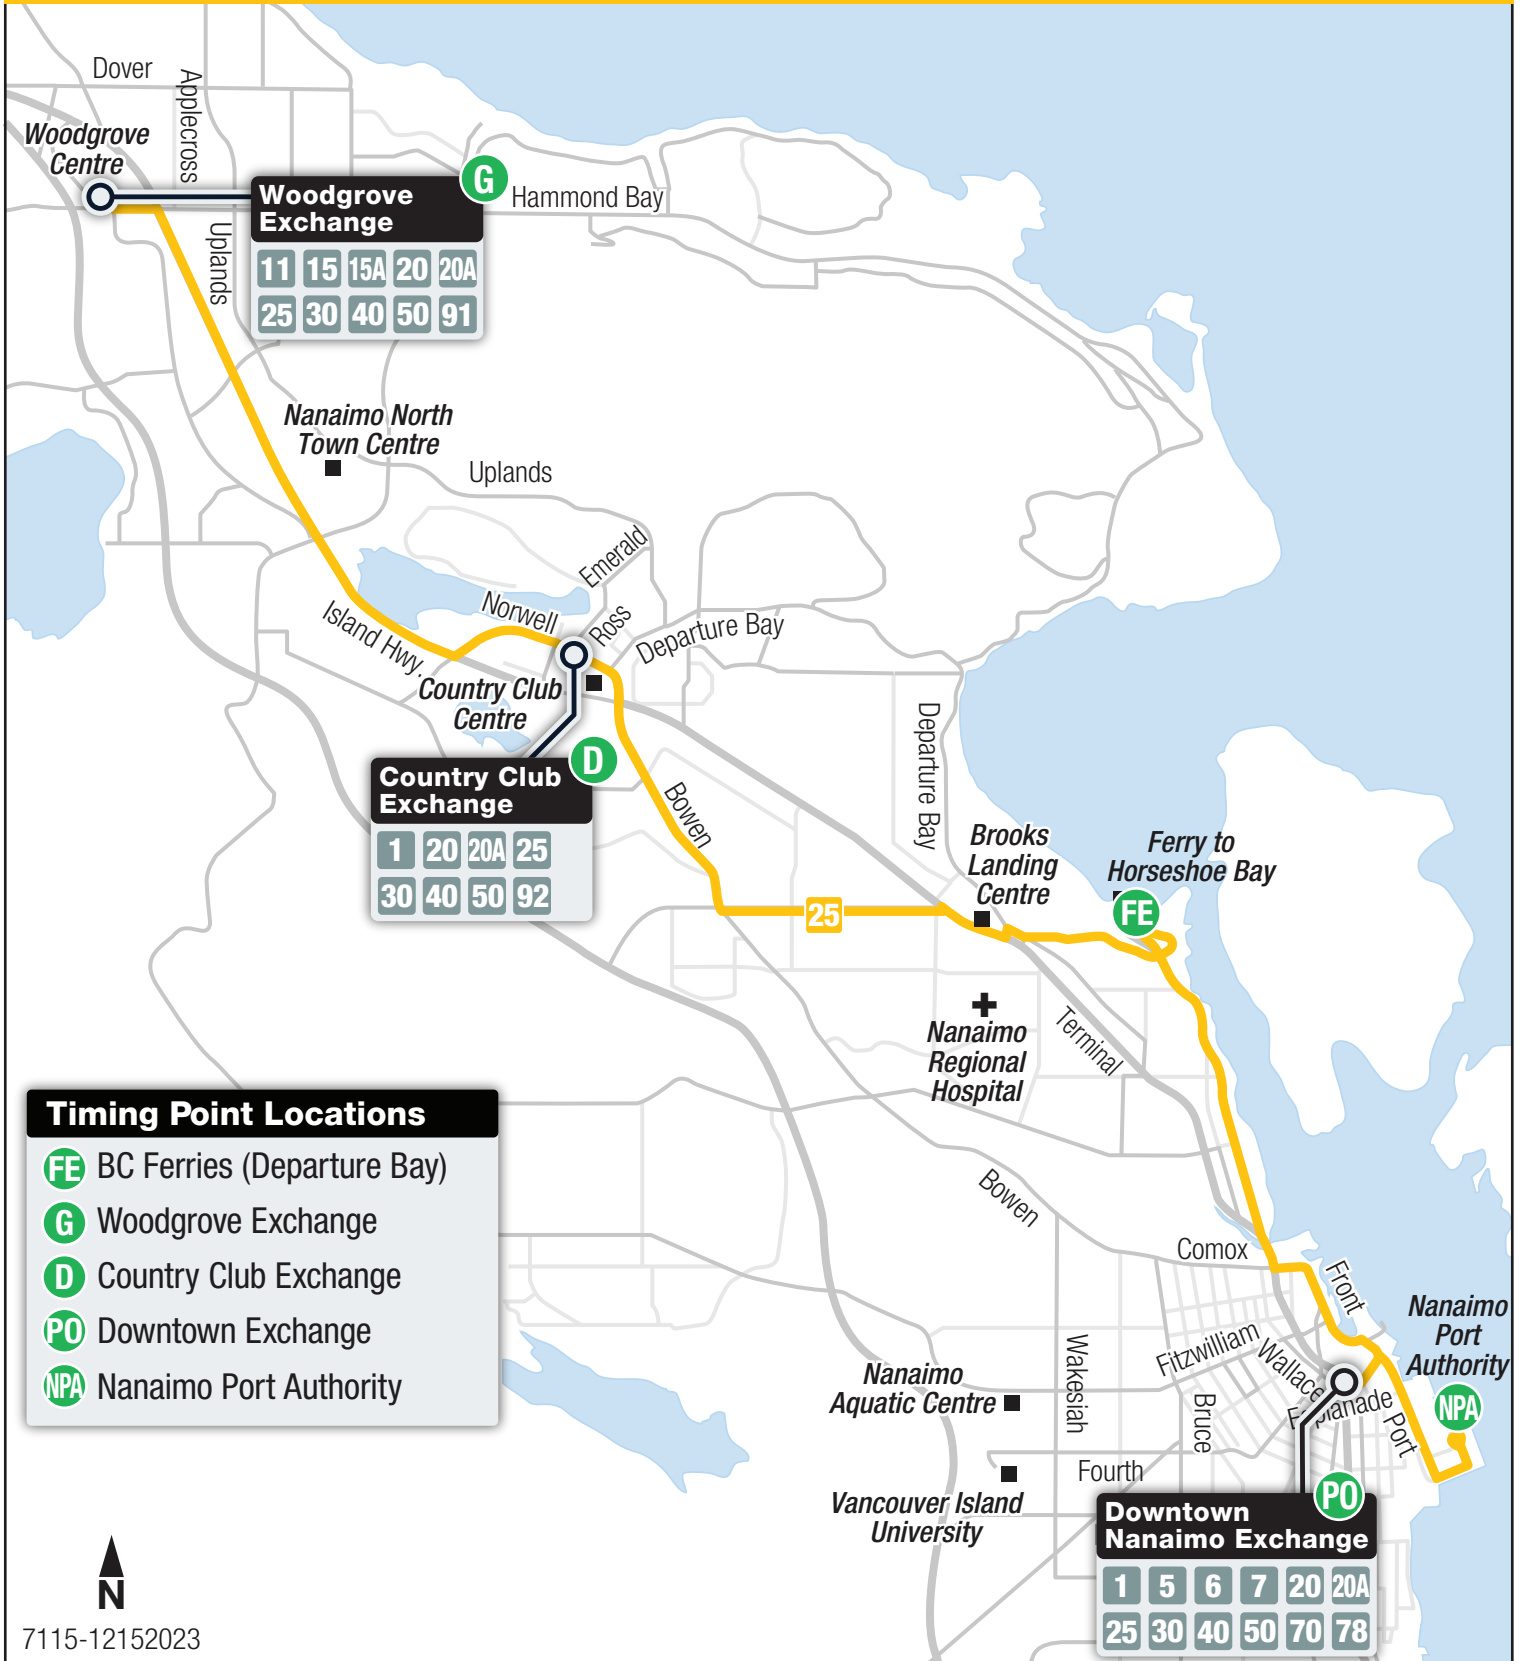 Dover
Applecross
Woodgrove
Centre
G
Woodgrove
Exchange
Hammond Bay
Uplands
11 15 15A 20 20A
25 30 40 50 91
Nanaimo North
Town Centre
Uplands
Emerald
Norwell
Ross
Island Hwy.
Departure Bay
Country Club
Centre
Departure Bay
D
Country Club
Exchange
Bowen
1 20 20A 25
30 40 50 92
Brooks
Landing
Centre
Ferry to
Horseshoe Bay
FE
25
Nanaimo
Regional
Hospital
Terminal
Timing Point Locations
FE BC Ferries (Departure Bay)
G Woodgrove Exchange
D Country Club Exchange
PO Downtown Exchange
NPA Nanaimo Port Authority
Bowen
Comox
Front
Nanaimo
Port
Authority
NPA
Fitzwilliam
Wallace
Esplanade
Port
Wakesiah
Bruce
Nanaimo
Aquatic Centre
Fourth
Vancouver Island
University
PO
Downtown
Nanaimo Exchange
1 5 6 7 20 20A
25 30 40 50 70 78
N
7115-12152023